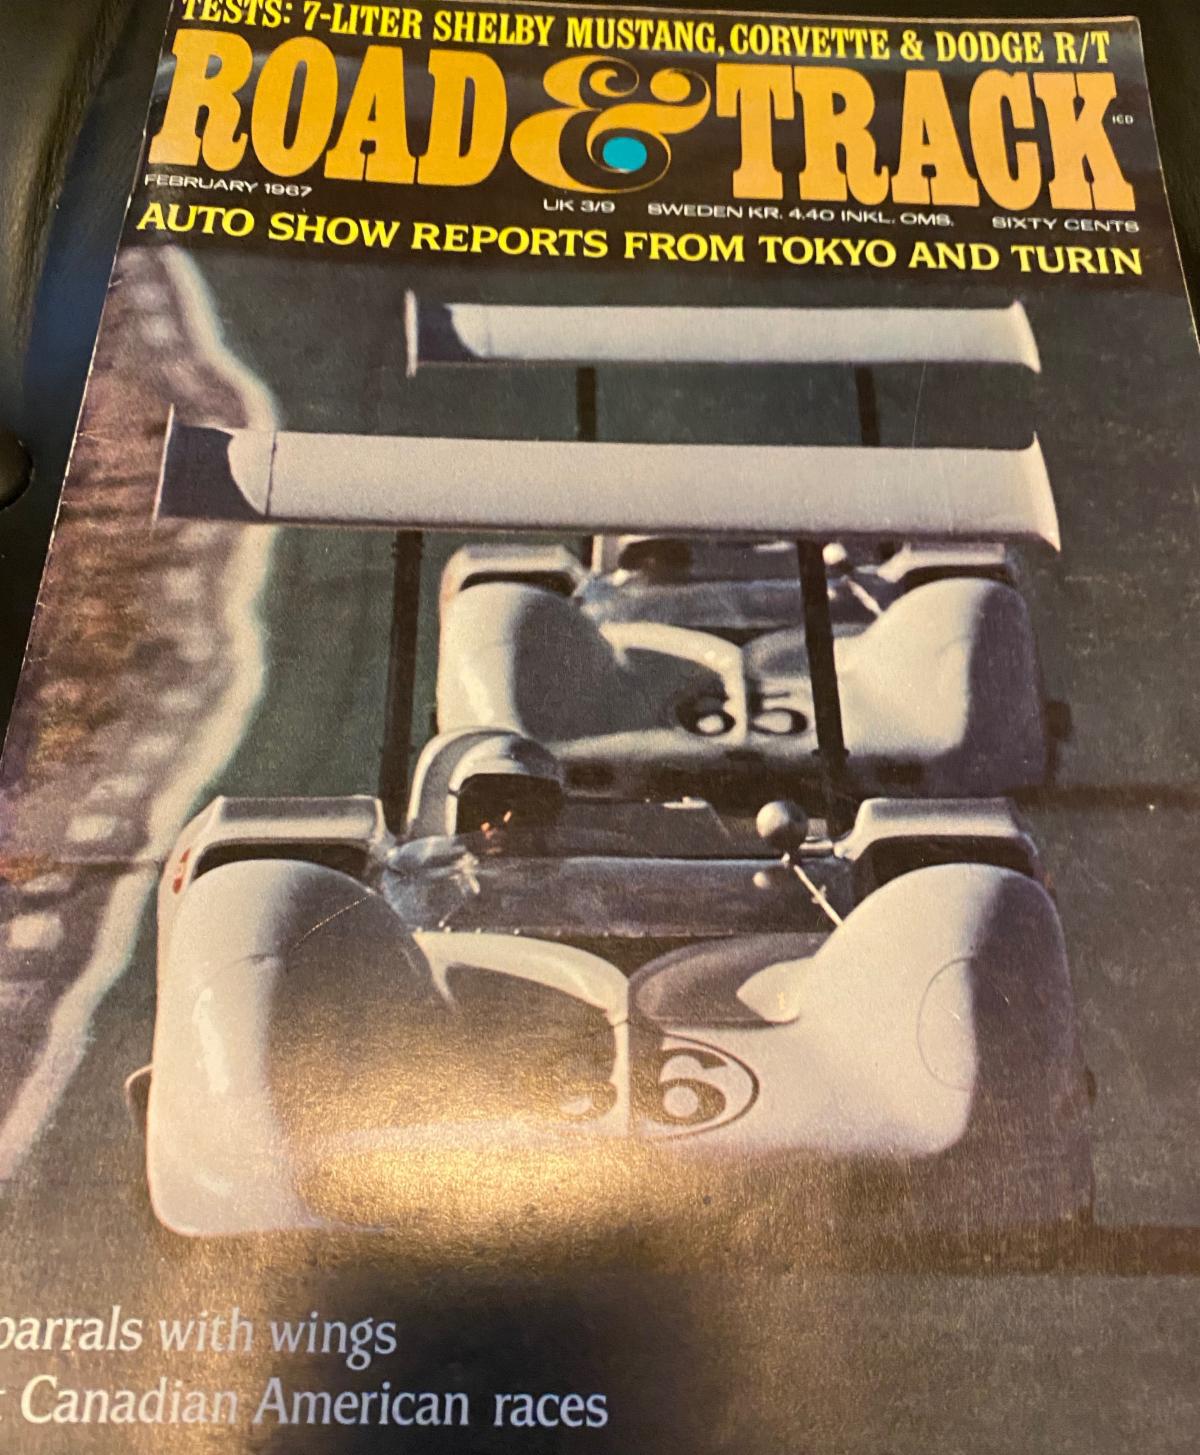 TESTS: 7-LITER SHELBY MUSTANG, CORVETTE & DODGE R/T
ROAD & TRACK
FEBRUARY 1967
UK 3/9 SWEDEN KR. 4.40 INKL. OMS. SIXTY CENTS
AUTO SHOW REPORTS FROM TOKYO AND TURIN
65
66
parrals with wings
Canadian American races